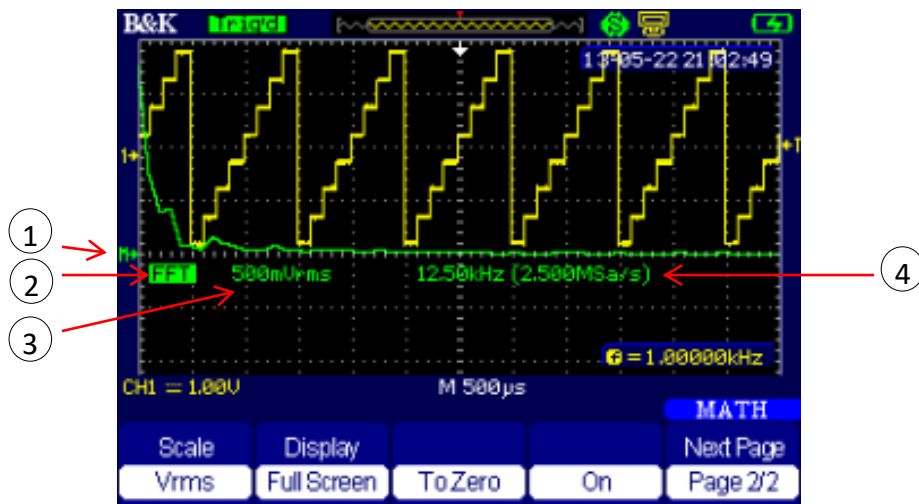 B&K Trig'd
13-05-22 21:02:49
1 T
1
M
2 FFT 500mVrms 12.50kHz (2.500MSa/s) 4
3
f = 1.00000kHz
CH1 = 1.00V M 500µs
MATH
Scale Display Next Page
Vrms Full Screen To Zero On Page 2/2